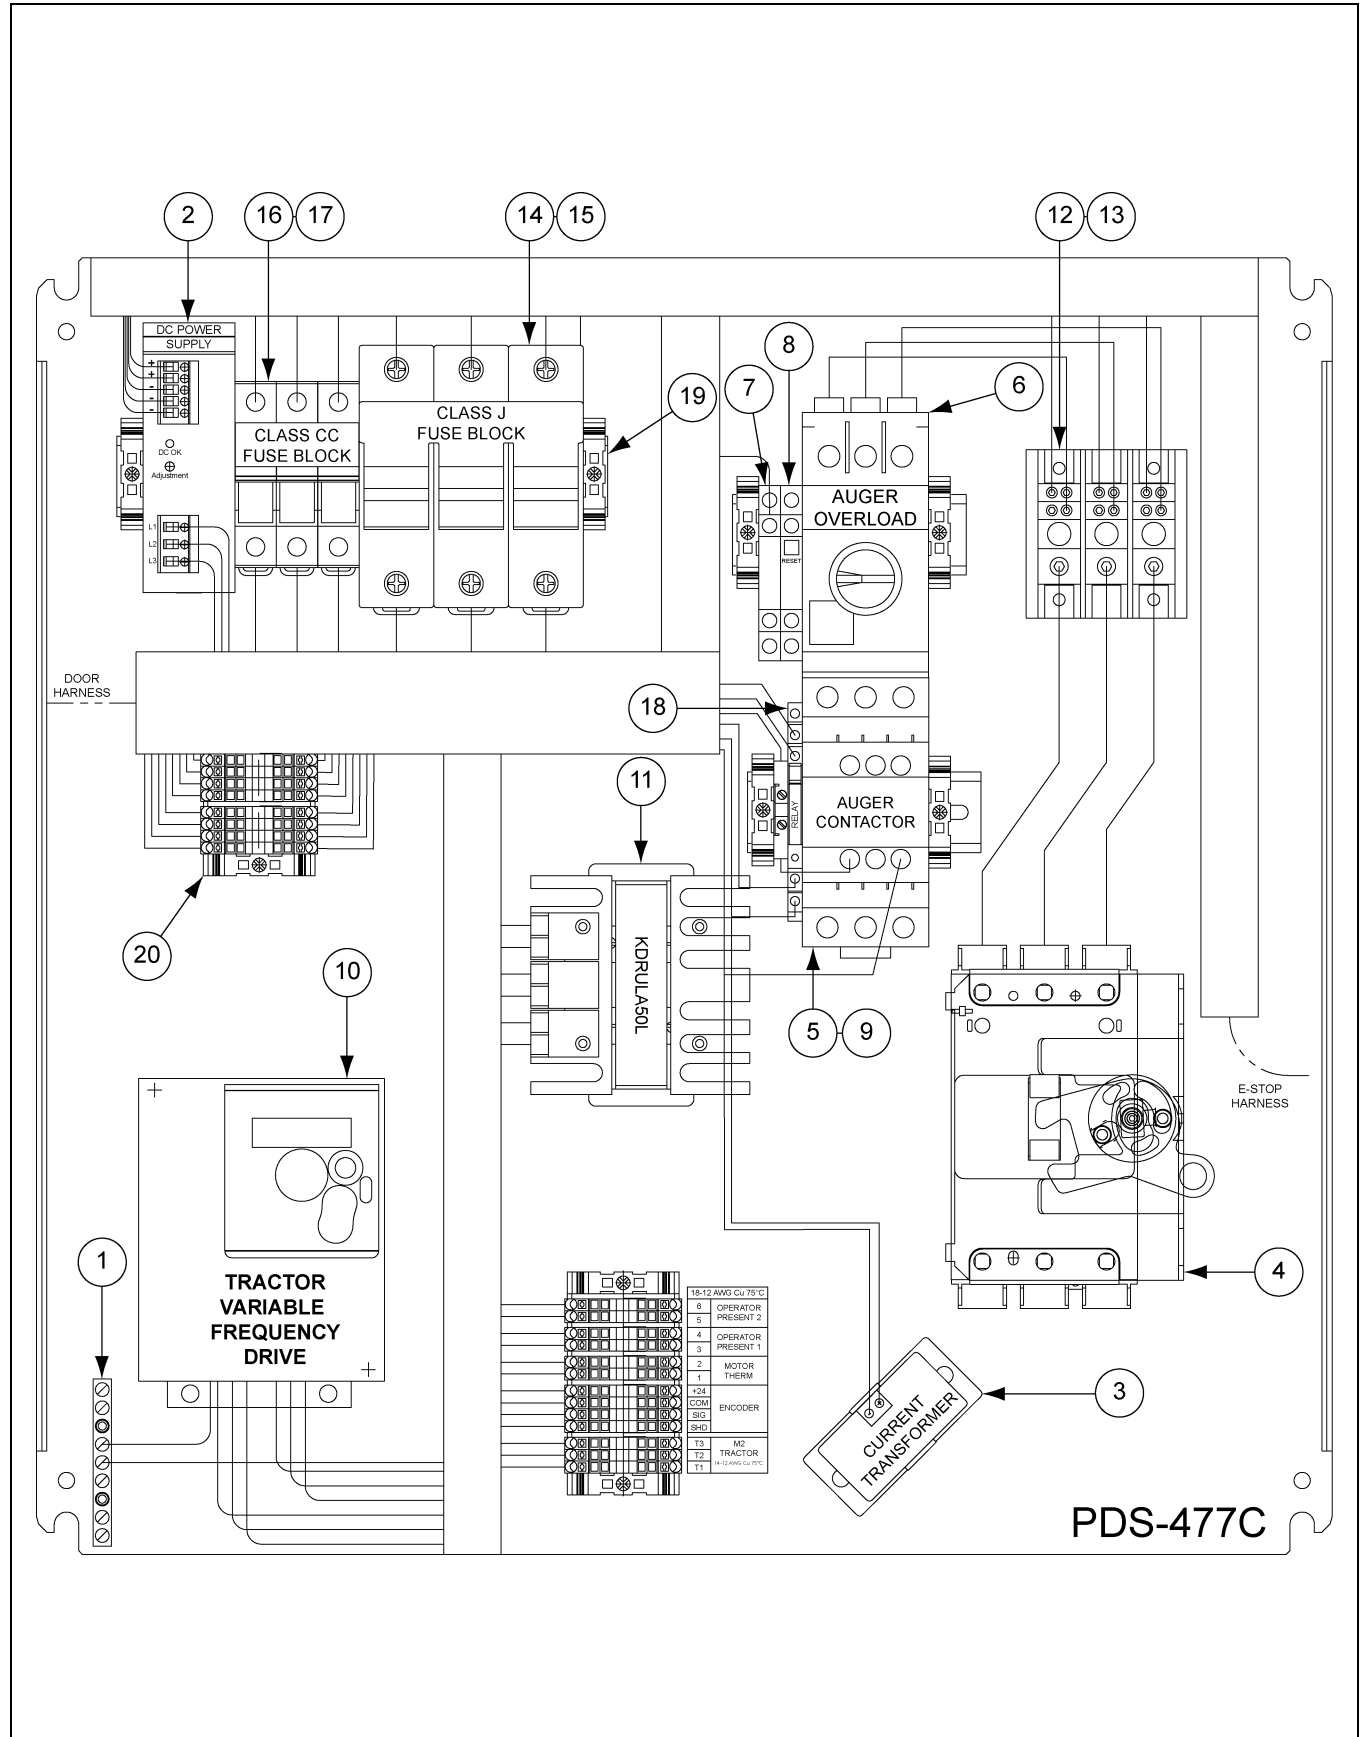 2
16
17
14
15
12
13
8
7
6
19
DC POWER
SUPPLY
+
+
-
-
-
DC OK
Adjustment
L1
L2
L3
CLASS CC
FUSE BLOCK
CLASS J
FUSE BLOCK
AUGER
OVERLOAD
RESET
DOOR
HARNESS
18
11
RELAY
AUGER
CONTACTOR
20
10
KDRULA50L
5
9
E-STOP
HARNESS
1
TRACTOR
VARIABLE
FREQUENCY
DRIVE
4
18-12 AWG Cu 75°C
6
5
OPERATOR
PRESENT 2
4
3
OPERATOR
PRESENT 1
2
1
MOTOR
THERM
+24
COM
SIG
SHD
ENCODER
T3
T2
T1
M2
TRACTOR
14-12 AWG Cu 75°C
3
CURRENT
TRANSFORMER
PDS-477C